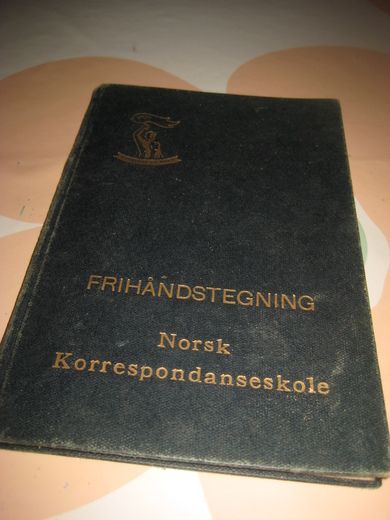 FRIHÅNDSTEGNING
Norsk
Korrespondanseskole